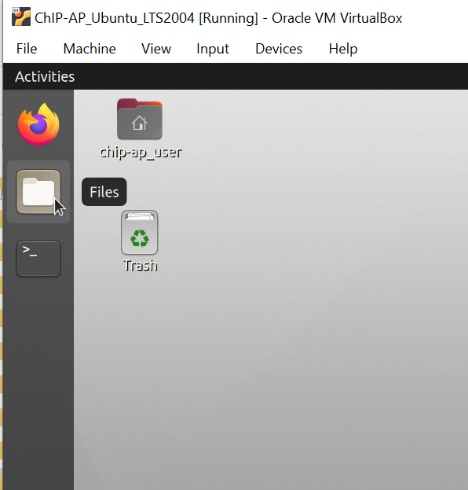 ChIP-AP_Ubuntu_LTS2004 [Running] - Oracle VM VirtualBox
File Machine View Input Devices Help
Activities
chip-ap_user
Files
>_
Trash